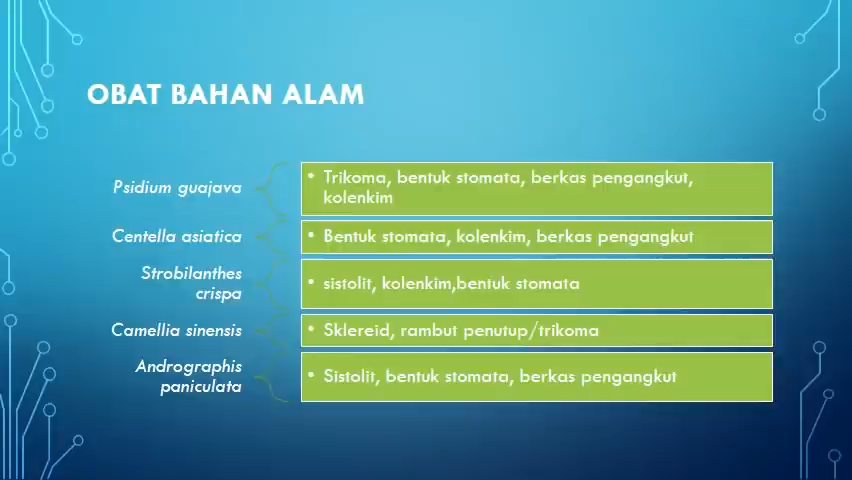 OBAT BAHAN ALAM
Psidium guajava
• Trikoma, bentuk stomata, berkas pengangkut,
kolenkim
Centella asiatica
• Bentuk stomata, kolenkim, berkas pengangkut
Strobilanthes
crispa
• sistolit, kolenkim,bentuk stomata
Camellia sinensis
• Sklereid, rambut penutup/trikoma
Andrographis
paniculata
• Sistolit, bentuk stomata, berkas pengangkut